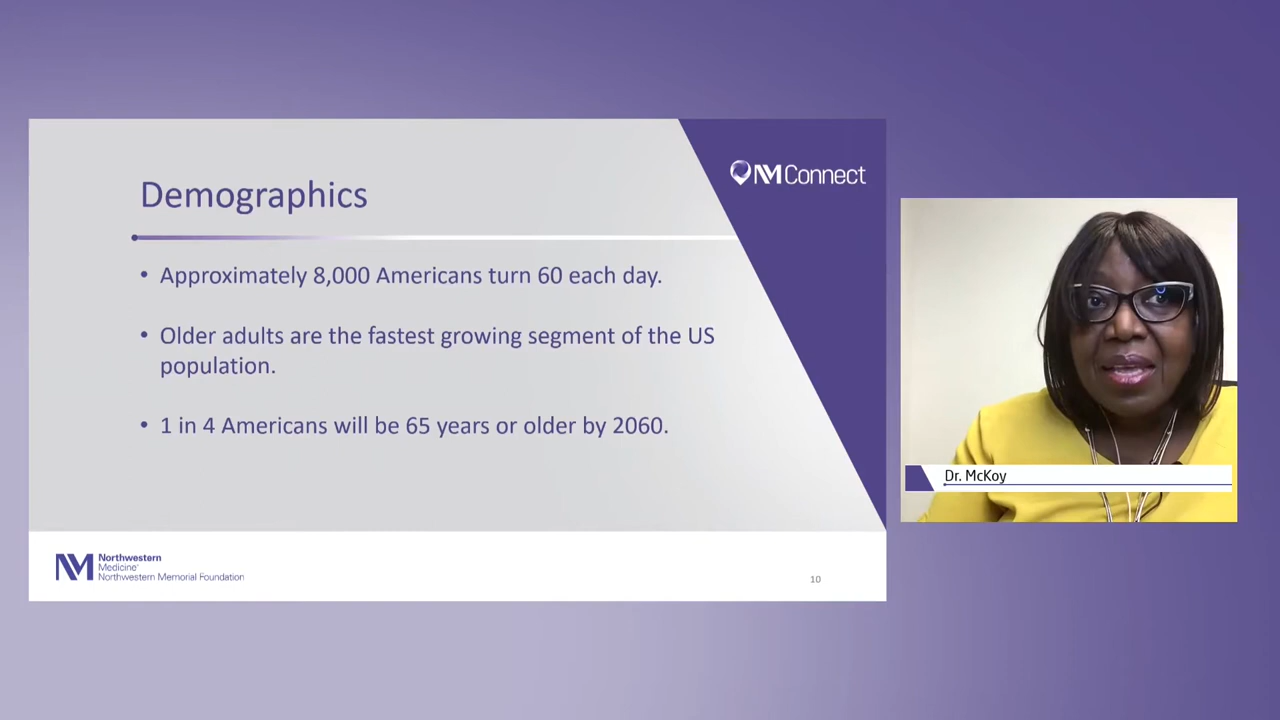 NM Connect
Demographics
• Approximately 8,000 Americans turn 60 each day.
• Older adults are the fastest growing segment of the US
population.
• 1 in 4 Americans will be 65 years or older by 2060.
Dr. McKoy
NM Northwestern
Medicine®
Northwestern Memorial Foundation
10